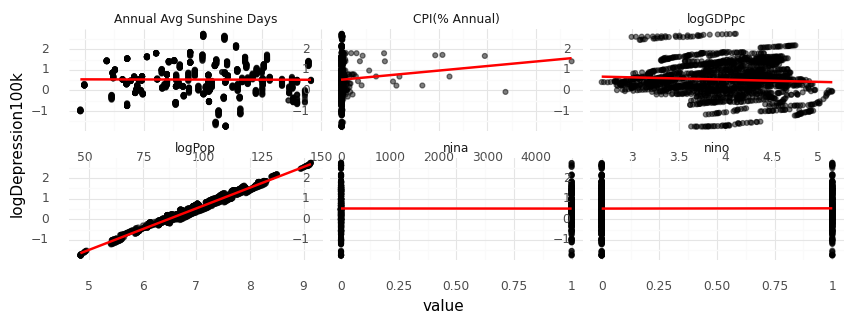 Annual Avg Sunshine Days CPI(% Annual) logGDPpc
2 2 2
1 1 1
0 0 0
−1 −1 −1
50 75 100 125 150 0 1000 2000 3000 4000 3 3.5 4 4.5 5
logPop nina nino
2 2 2
1 1 1
0 0 0
−1 −1 −1
5 6 7 8 9 0 0.25 0.50 0.75 1 0 0.25 0.50 0.75 1
logDepression100k
value